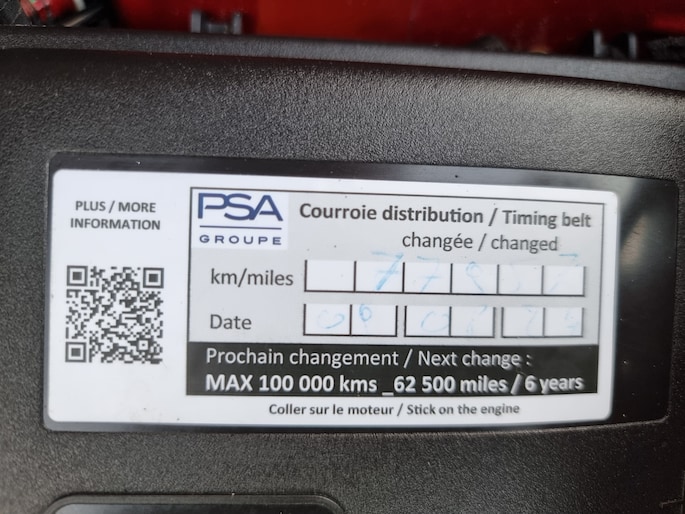 PLUS / MORE
INFORMATION
PSA
GROUPE
Courroie distribution / Timing belt
changée / changed
km/miles
Date
Prochain changement / Next change :
MAX 100 000 kms _62 500 miles / 6 years
Coller sur le moteur / Stick on the engine